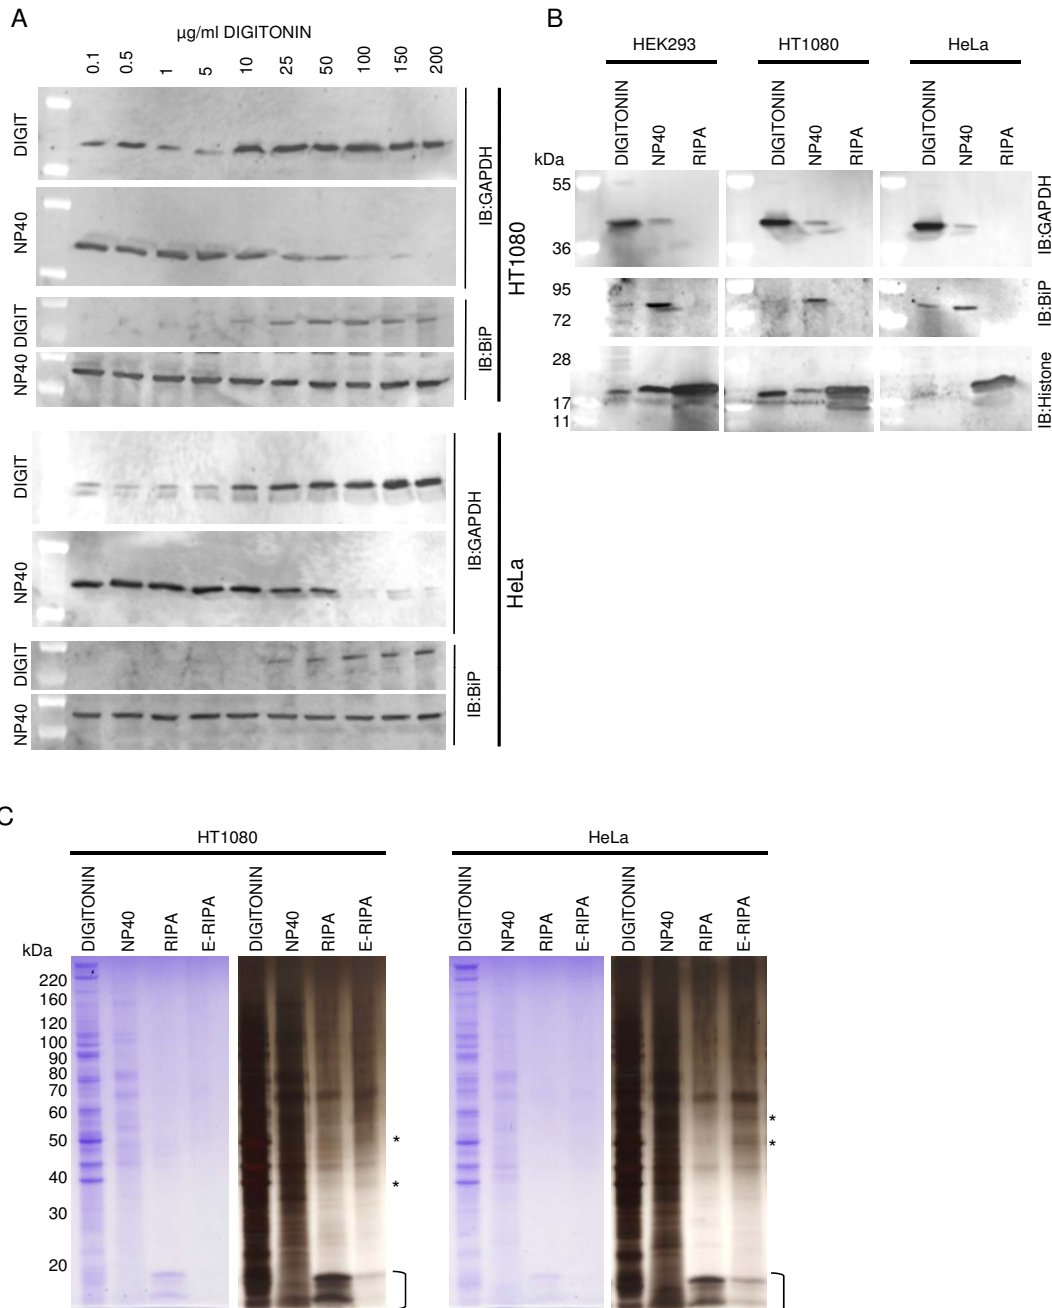 A
µg/ml DIGITONIN
0.1 0.5 1 5 10 25 50 100 150 200
DIGIT
NP40
IB:GAPDH
DIGIT
NP40
IB:BiP
HT1080
DIGIT
NP40
IB:GAPDH
DIGIT
NP40
IB:BiP
HeLa
B
HEK293 HT1080 HeLa
DIGITONIN NP40 RIPA DIGITONIN NP40 RIPA DIGITONIN NP40 RIPA
kDa
55
36
IB:GAPDH
95
72
IB:BiP
28
17
11
IB:Histone
C
HT1080 HeLa
DIGITONIN NP40 RIPA E-RIPA DIGITONIN NP40 RIPA E-RIPA DIGITONIN NP40 RIPA E-RIPA DIGITONIN NP40 RIPA E-RIPA
kDa
220
160
120
100
90
80
70
60
*
50
* *
40
*
30
20